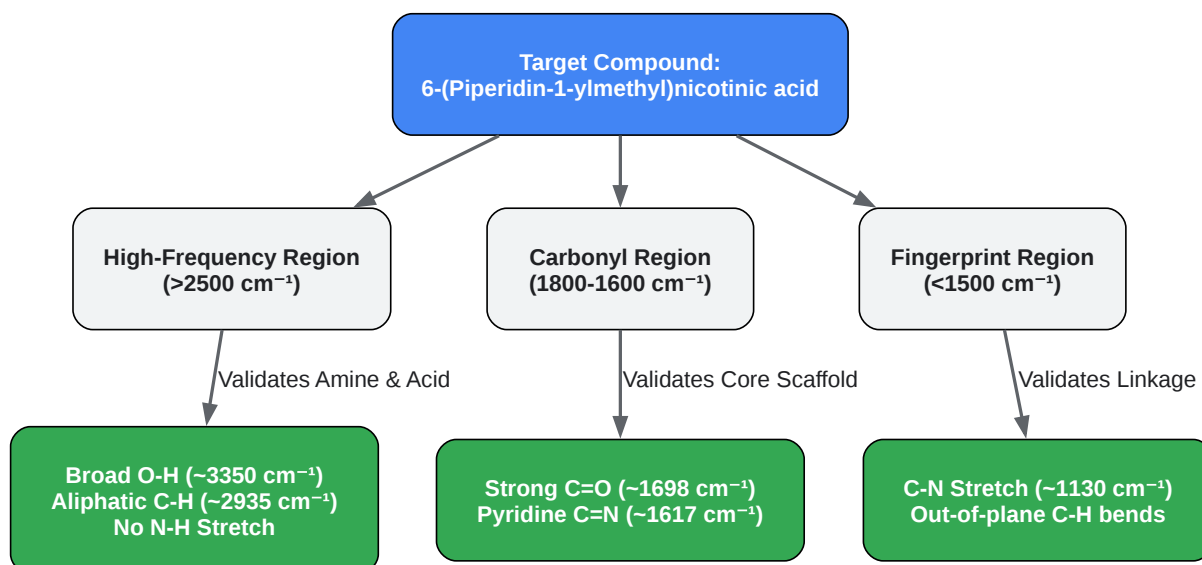 Target Compound:
6-(Piperidin-1-ylmethyl)nicotinic acid
High-Frequency Region
(>2500 cm⁻¹)
Carbonyl Region
(1800-1600 cm⁻¹)
Fingerprint Region
(<1500 cm⁻¹)
Validates Amine & Acid
Validates Core Scaffold
Validates Linkage
Broad O-H (~3350 cm⁻¹)
Aliphatic C-H (~2935 cm⁻¹)
No N-H Stretch
Strong C=O (~1698 cm⁻¹)
Pyridine C=N (~1617 cm⁻¹)
C-N Stretch (~1130 cm⁻¹)
Out-of-plane C-H bends